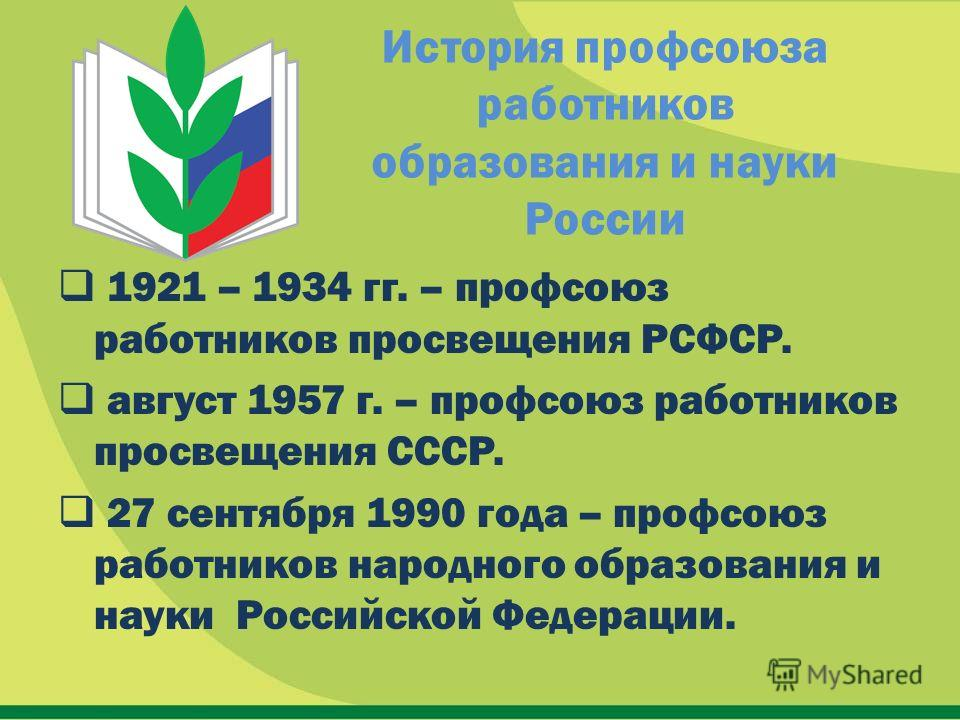 История профсоюза
работников
образования и науки
России
1921 – 1934 гг. – профсоюз
работников просвещения РСФСР.
август 1957 г. – профсоюз работников
просвещения СССР.
27 сентября 1990 года – профсоюз
работников народного образования и
науки Российской Федерации.
MyShared